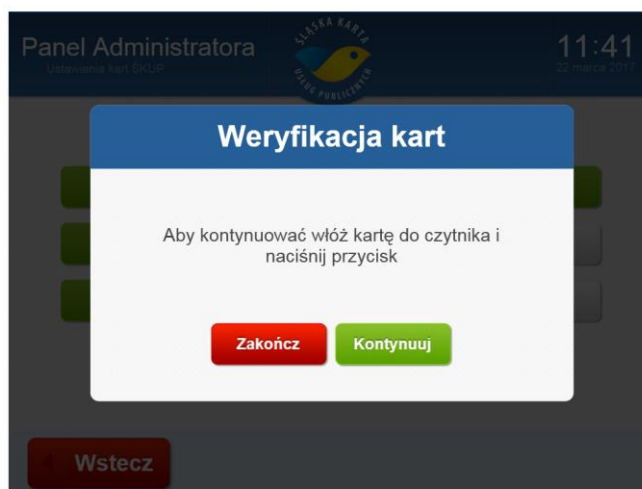 Panel Administratora
Ustawienia kart ŚKUP
ŚLĄSKA KARTA
USŁUG PUBLICZNYCH
11:41
22 marca 2017
Weryfikacja kart
Aby kontynuować włóż kartę do czytnika i
naciśnij przycisk
Zakończ
Kontynuuj
Wstecz